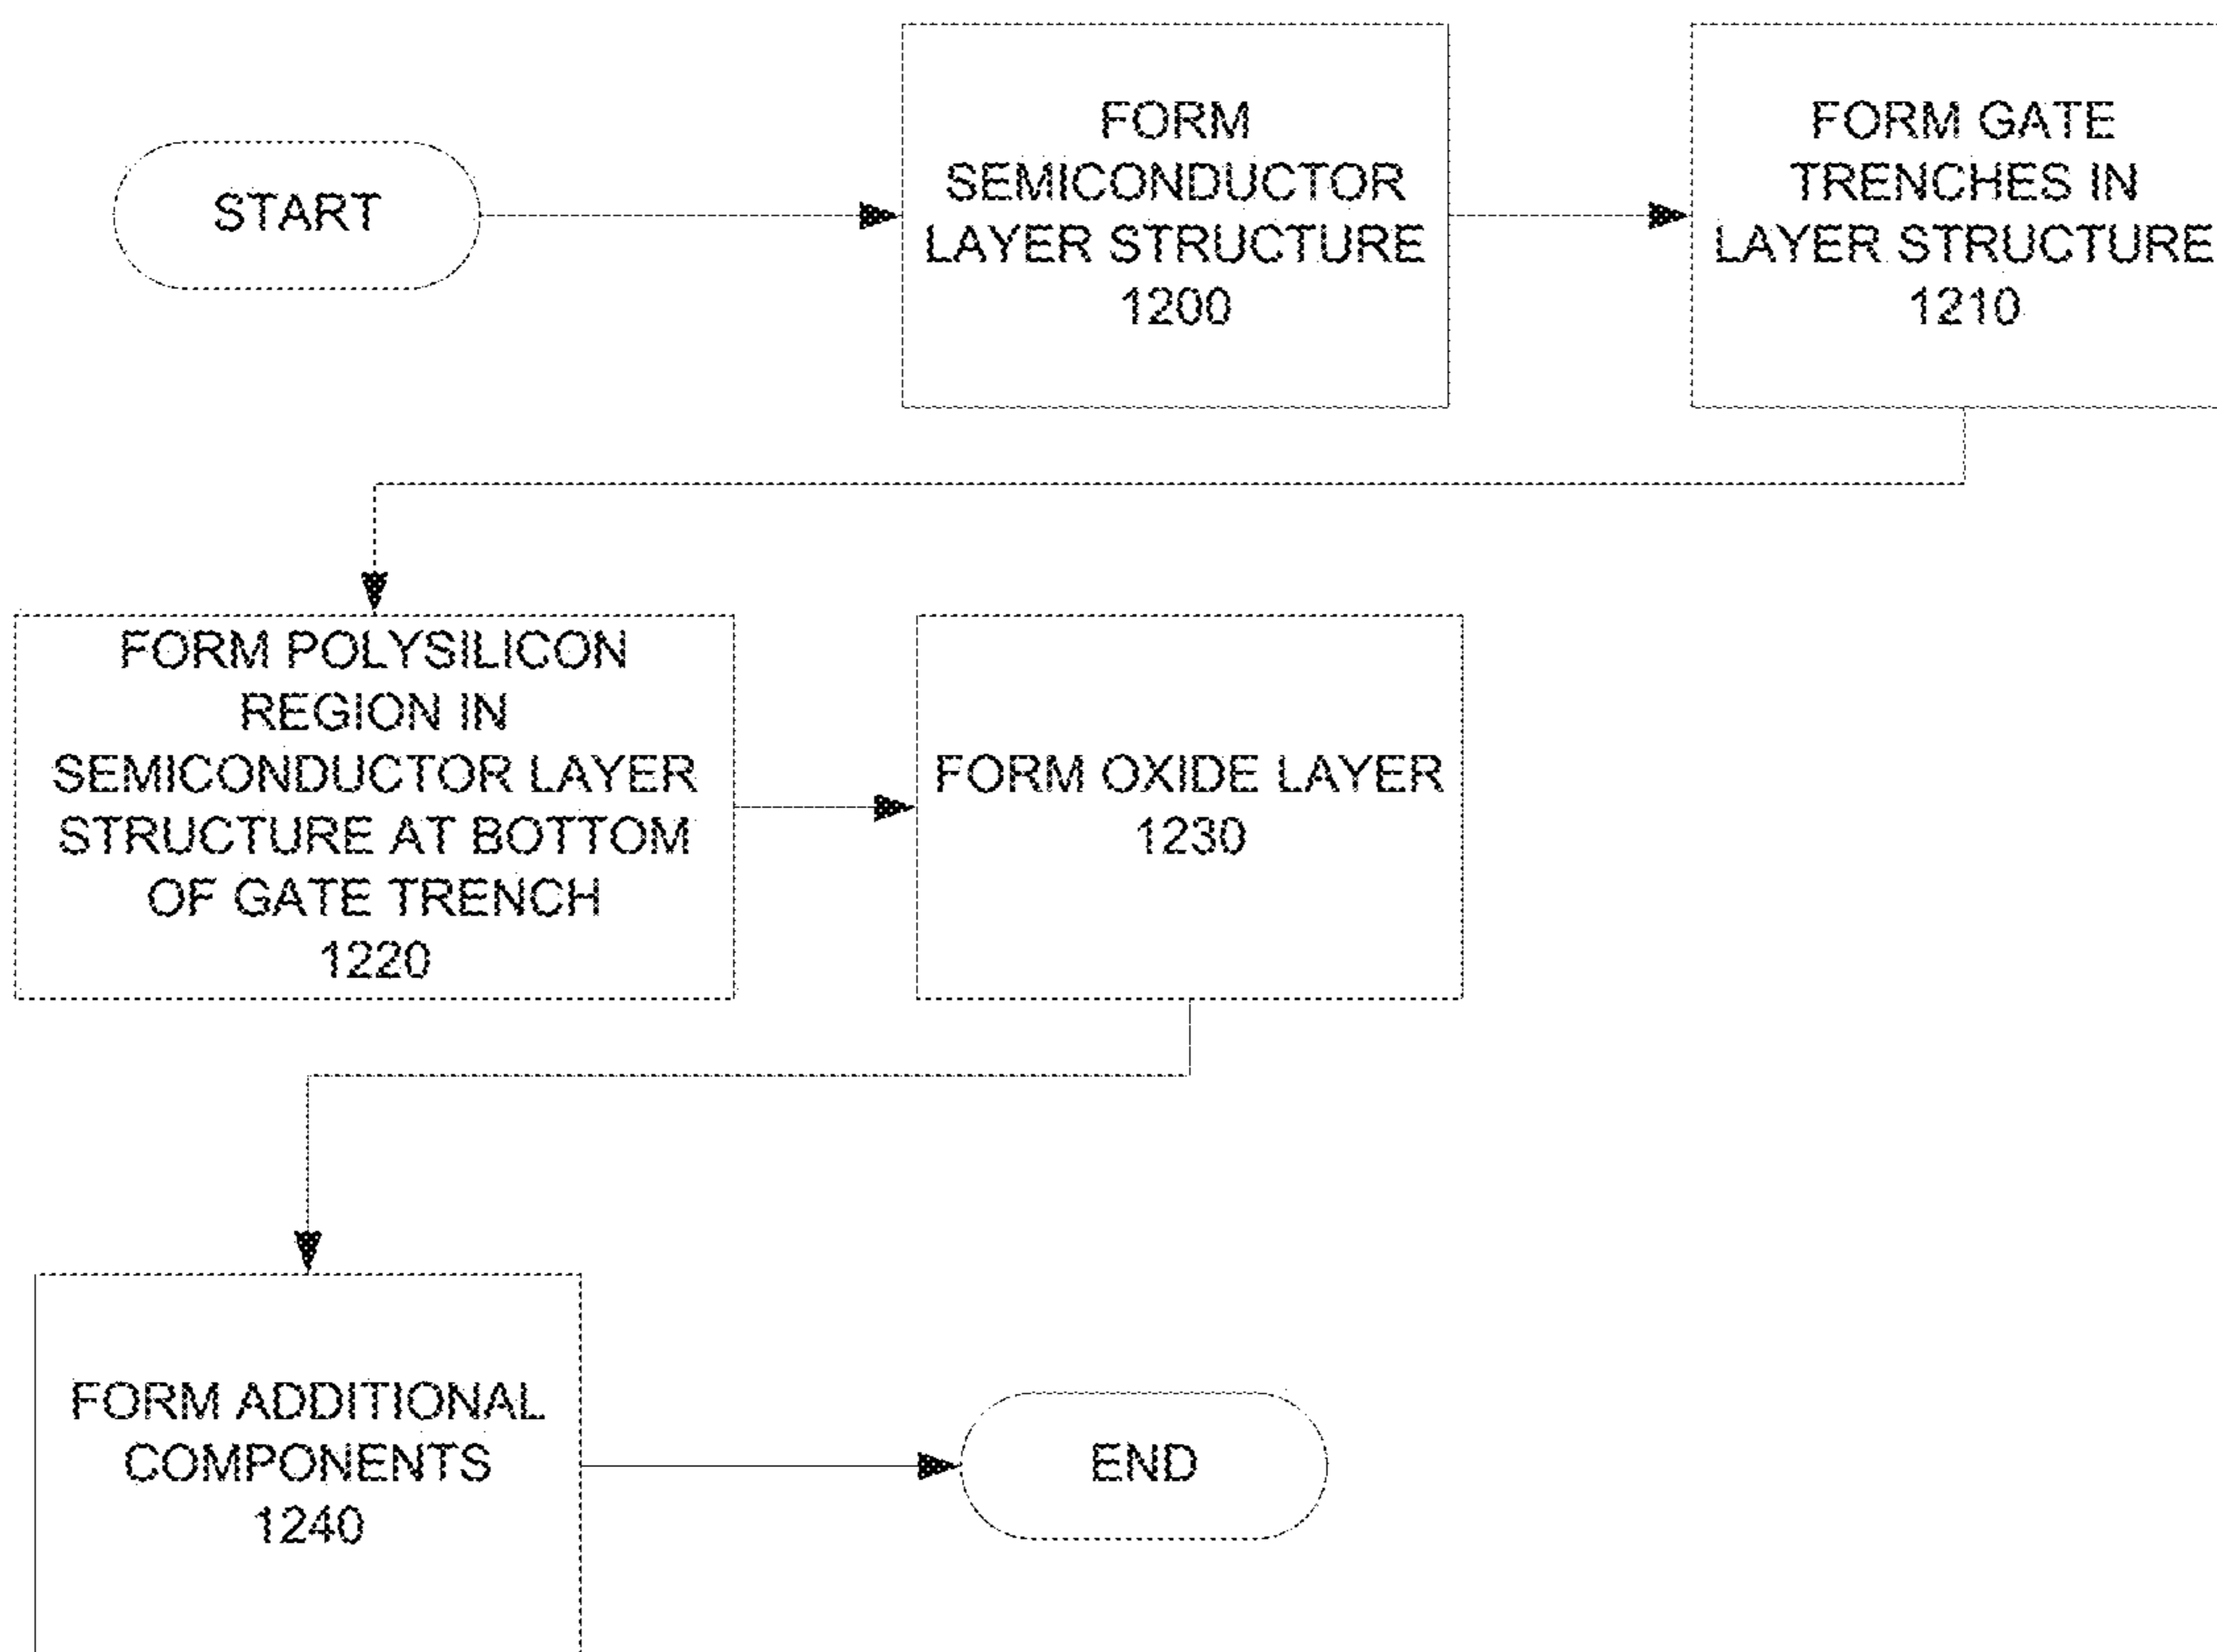 START
FORM
SEMICONDUCTOR
LAYER STRUCTURE
1200
FORM GATE
TRENCHES IN
LAYER STRUCTURE
1210
FORM POLYSILICON
REGION IN
SEMICONDUCTOR LAYER
STRUCTURE AT BOTTOM
OF GATE TRENCH
1220
FORM OXIDE LAYER
1230
FORM ADDITIONAL
COMPONENTS
1240
END